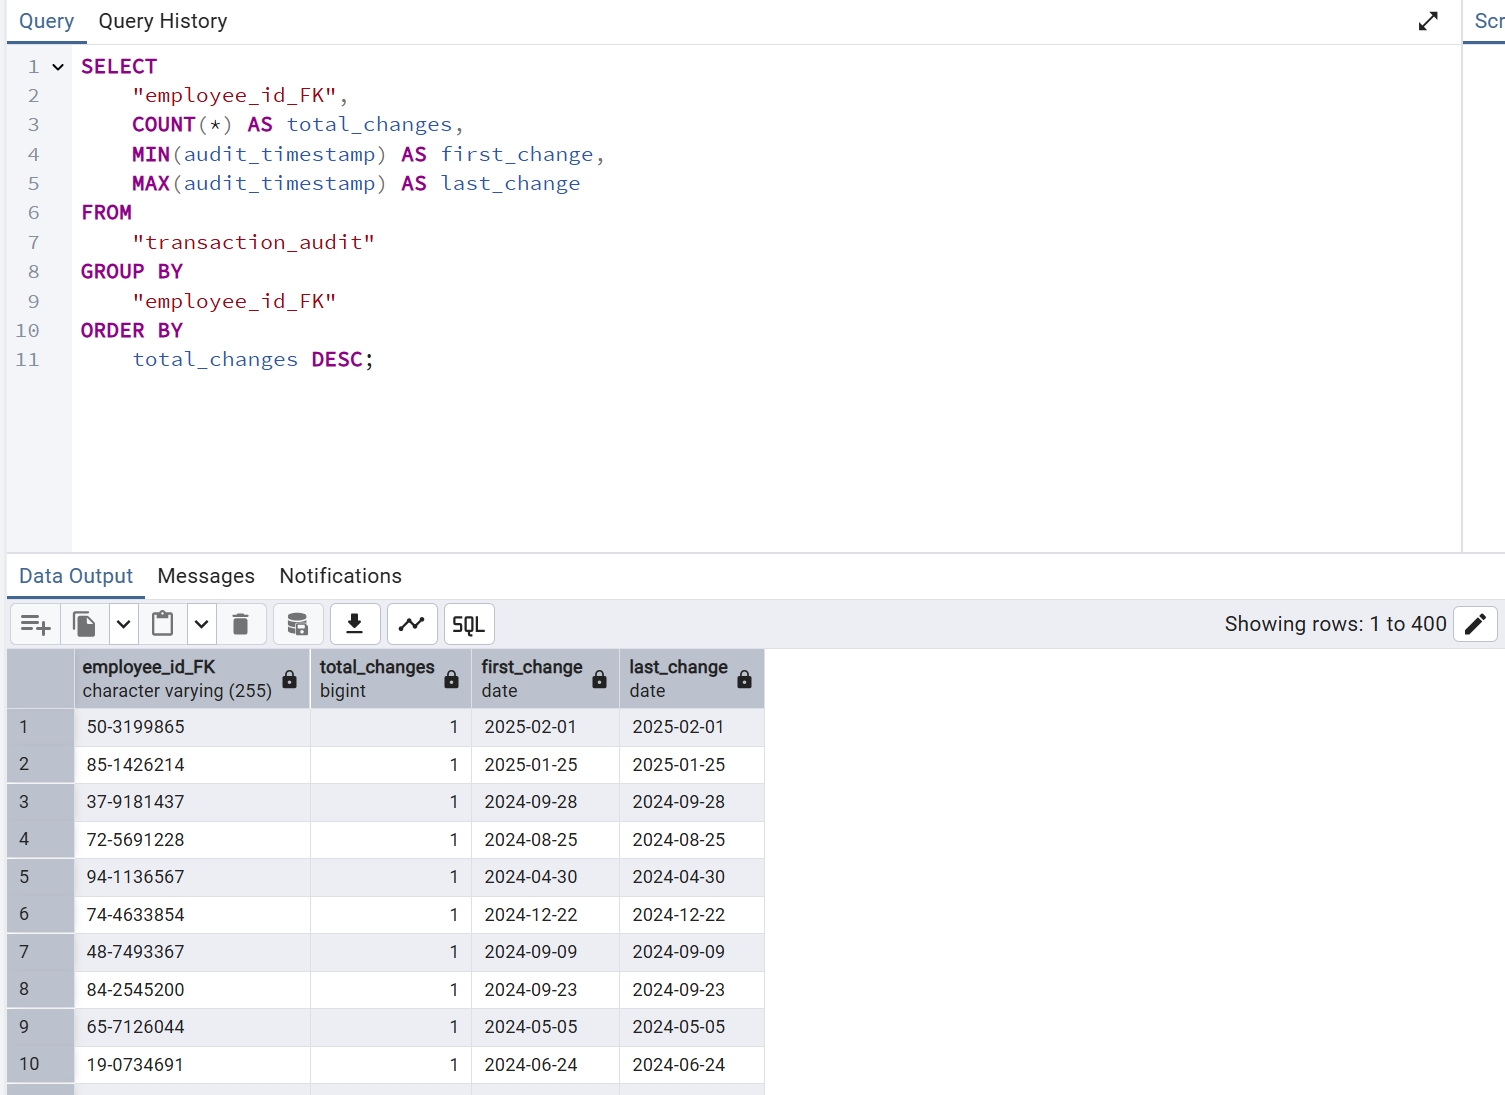 Query Query History
Scr
1 SELECT
2 "employee_id_FK",
3 COUNT(*) AS total_changes,
4 MIN(audit_timestamp) AS first_change,
5 MAX(audit_timestamp) AS last_change
6 FROM
7 "transaction_audit"
8 GROUP BY
9 "employee_id_FK"
10 ORDER BY
11 total_changes DESC;
Data Output Messages Notifications
SQL Showing rows: 1 to 400
employee_id_FK total_changes first_change last_change
character varying (255) bigint date date
1 50-3199865 1 2025-02-01 2025-02-01
2 85-1426214 1 2025-01-25 2025-01-25
3 37-9181437 1 2024-09-28 2024-09-28
4 72-5691228 1 2024-08-25 2024-08-25
5 94-1136567 1 2024-04-30 2024-04-30
6 74-4633854 1 2024-12-22 2024-12-22
7 48-7493367 1 2024-09-09 2024-09-09
8 84-2545200 1 2024-09-23 2024-09-23
9 65-7126044 1 2024-05-05 2024-05-05
10 19-0734691 1 2024-06-24 2024-06-24